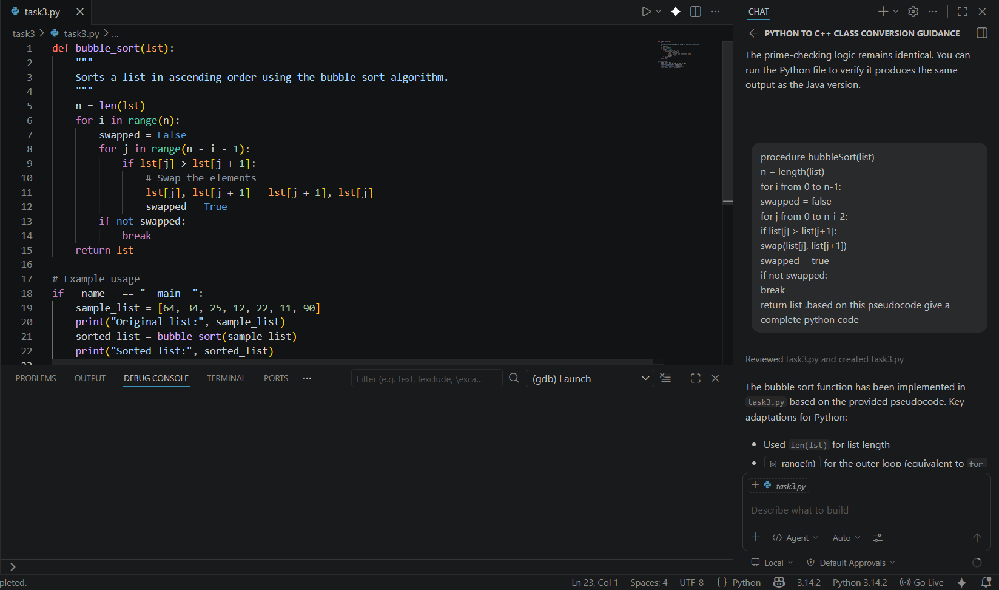 task3.py
task3 > task3.py > ...
1 def bubble_sort(lst):
2 """
3 Sorts a list in ascending order using the bubble sort algorithm.
4 """
5 n = len(lst)
6 for i in range(n):
7 swapped = False
8 for j in range(n - i - 1):
9 if lst[j] > lst[j + 1]:
10 # Swap the elements
11 lst[j], lst[j + 1] = lst[j + 1], lst[j]
12 swapped = True
13 if not swapped:
14 break
15 return lst
16
17 # Example usage
18 if __name__ == "__main__":
19 sample_list = [64, 34, 25, 12, 22, 11, 90]
20 print("Original list:", sample_list)
21 sorted_list = bubble_sort(sample_list)
22 print("Sorted list:", sorted_list)
23
PROBLEMS OUTPUT DEBUG CONSOLE TERMINAL PORTS ...
Filter (e.g. text, !exclude, \esca...
(gdb) Launch
CHAT
PYTHON TO C++ CLASS CONVERSION GUIDANCE
The prime-checking logic remains identical. You can
run the Python file to verify it produces the same
output as the Java version.
procedure bubbleSort(list)
n = length(list)
for i from 0 to n-1:
swapped = false
for j from 0 to n-i-2:
if list[j] > list[j+1]:
swap(list[j], list[j+1])
swapped = true
if not swapped:
break
return list .based on this pseudocode give a
complete python code
Reviewed task3.py and created task3.py
The bubble sort function has been implemented in
task3.py based on the provided pseudocode. Key
adaptations for Python:
• Used len(lst) for list length
• range(n) for the outer loop (equivalent to for
task3.py
Describe what to build
Agent Auto
Local Default Approvals
pleted.
Ln 23, Col 1 Spaces: 4 UTF-8 { } Python 3.14.2 Python 3.14.2 Go Live